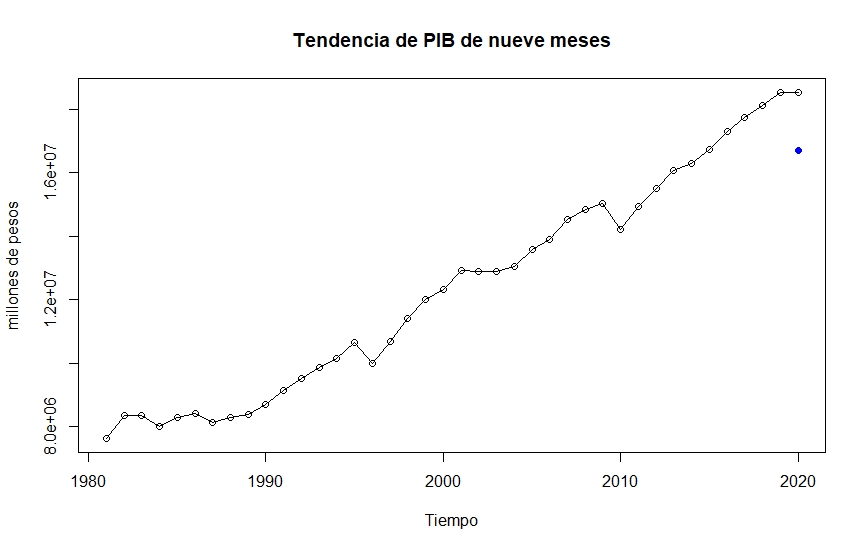 Tendencia de PIB de nueve meses
millones de pesos
1.6e+07
1.2e+07
8.0e+06
1980 1990 2000 2010 2020
Tiempo